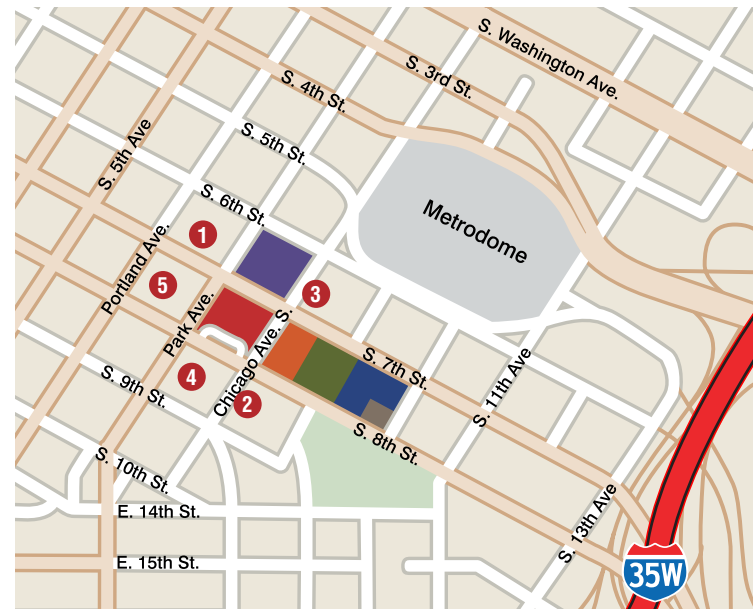 S. Washington Ave.
S. 3rd St.
S. 4th St.
S. 5th St.
S. 5th Ave
S. 6th St.
Metrodome
1
Portland Ave.
5
3
Park Ave.
Chicago Ave. S.
S. 7th St.
4
S. 9th St.
2
S. 11th Ave
S. 8th St.
S. 10th St.
E. 14th St.
S. 13th Ave
E. 15th St.
35W